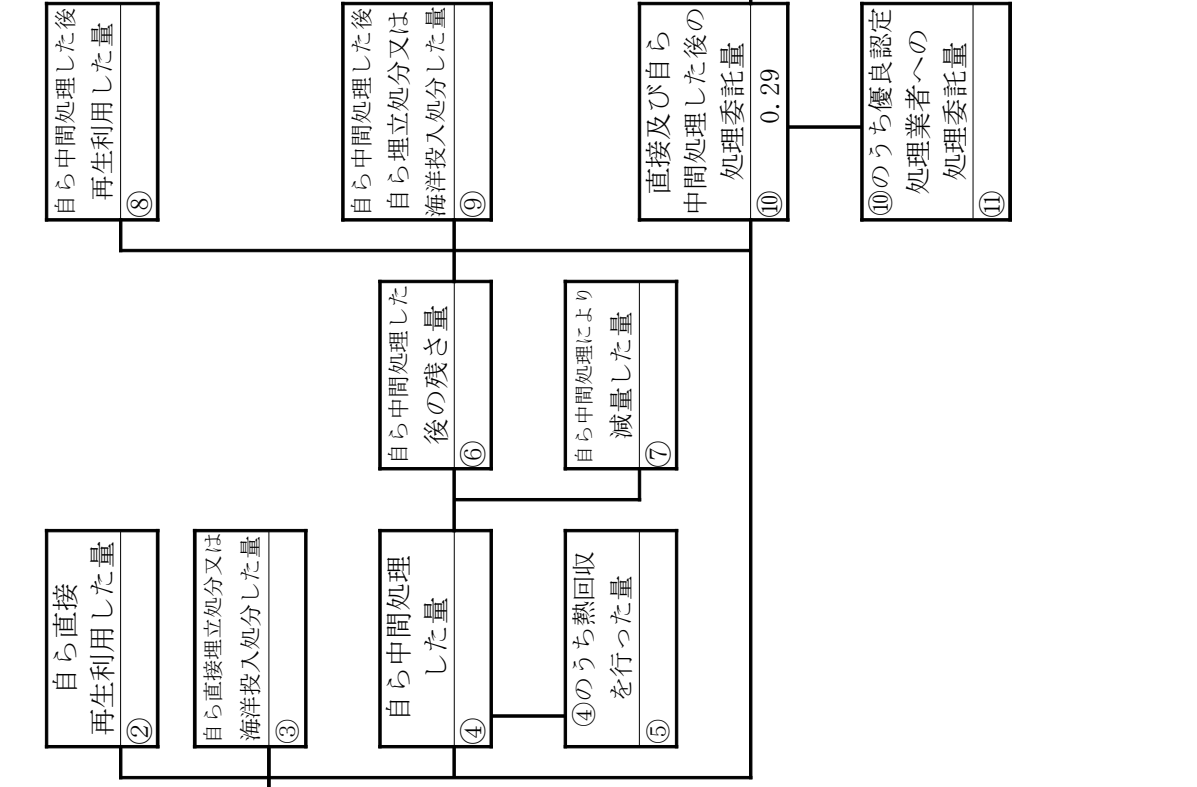 自ら直接
再生利用した量
②
自ら直接埋立処分又は
海洋投入処分した量
③
自ら中間処理
した量
④
④のうち熱回収
を行った量
⑤
自ら中間処理した
後の残さ量
⑥
自ら中間処理により
減量した量
⑦
自ら中間処理した後
再生利用した量
⑧
自ら中間処理した後
自ら埋立処分又は
海洋投入処分した量
⑨
直接及び自ら
中間処理した後の
処理委託量
⑩ 0.29
⑩のうち優良認定
処理業者への
処理委託量
⑪